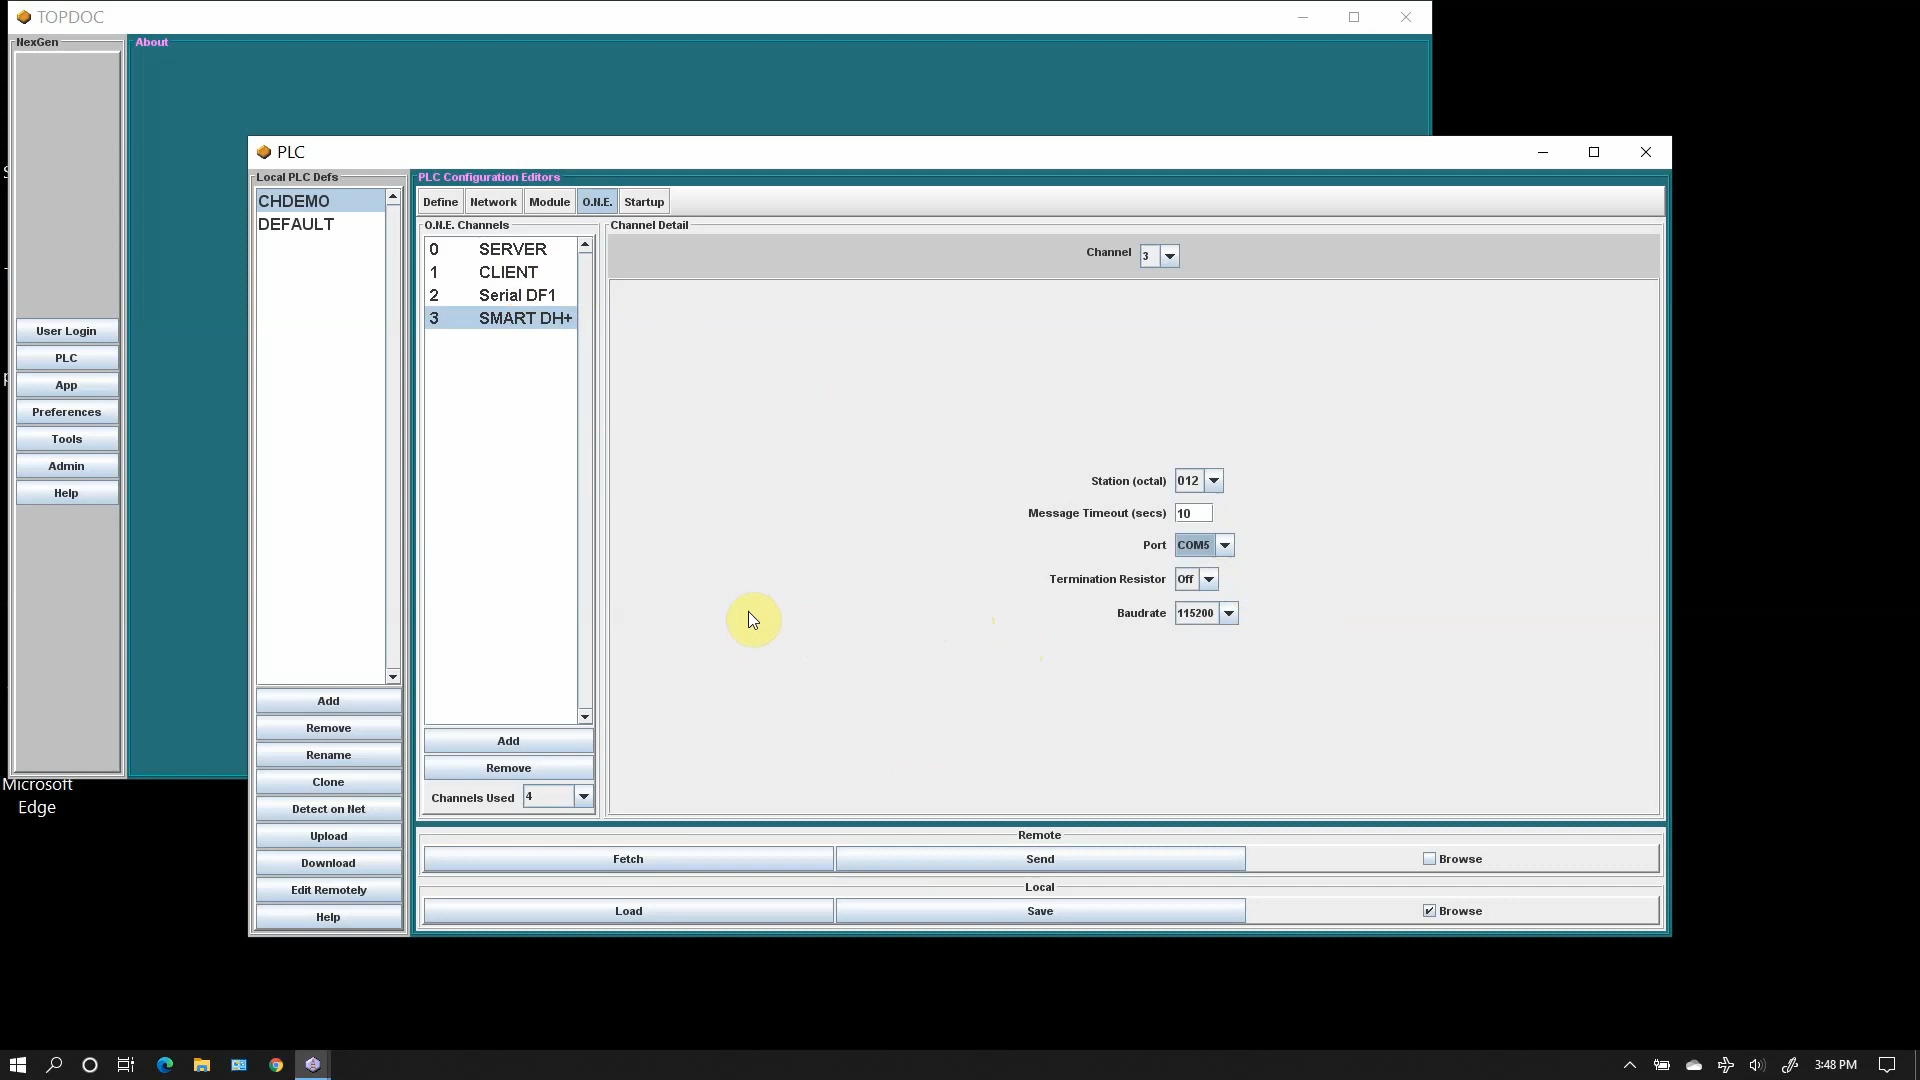 TOPDOC
NexGen
About
User Login
PLC
App
Preferences
Tools
Admin
Help
Microsoft
Edge
PLC
Local PLC Defs
CHDEMO
DEFAULT
Add
Remove
Rename
Clone
Detect on Net
Upload
Download
Edit Remotely
Help
PLC Configuration Editors
Define Network Module O.N.E. Startup
O.N.E. Channels
0 SERVER
1 CLIENT
2 Serial DF1
3 SMART DH+
Add
Remove
Channels Used 4
Channel Detail
Channel 3
Station (octal) 012
Message Timeout (secs) 10
Port COM5
Termination Resistor Off
Baudrate 115200
Remote
Fetch Send Browse
Local
Load Save Browse
3:48 PM